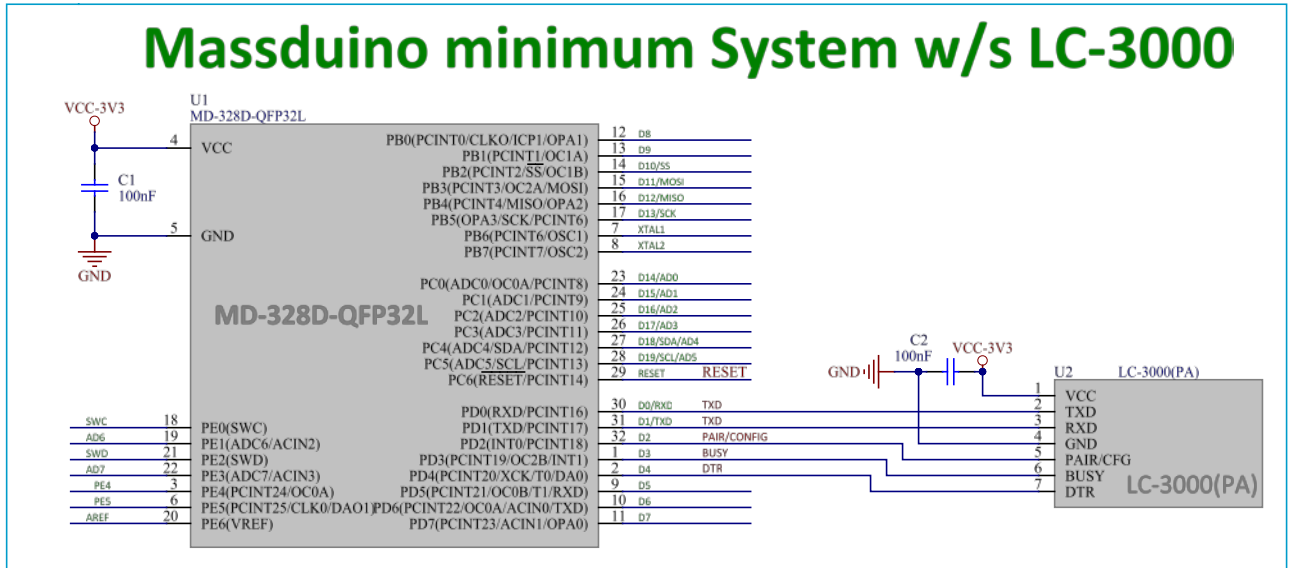 Massduino minimum System w/s LC-3000
U1
MD-328D-QFP32L
VCC-3V3
4 VCC
C1
100nF
5 GND
GND
MD-328D-QFP32L
PB0(PCINT0/CLKO/ICP1/OPA1) 12 D8
PB1(PCINT1/OC1A) 13 D9
PB2(PCINT2/SS/OC1B) 14 D10/SS
PB3(PCINT3/OC2A/MOSI) 15 D11/MOSI
PB4(PCINT4/MISO/OPA2) 16 D12/MISO
PB5(OPA3/SCK/PCINT6) 17 D13/SCK
PB6(PCINT6/OSC1) 7 XTAL1
PB7(PCINT7/OSC2) 8 XTAL2
PC0(ADC0/OC0A/PCINT8) 23 D14/AD0
PC1(ADC1/PCINT9) 24 D15/AD1
PC2(ADC2/PCINT10) 25 D16/AD2
PC3(ADC3/PCINT11) 26 D17/AD3
PC4(ADC4/SDA/PCINT12) 27 D18/SDA/AD4
PC5(ADC5/SCL/PCINT13) 28 D19/SCL/AD5
PC6(RESET/PCINT14) 29 RESET RESET
PD0(RXD/PCINT16) 30 D0/RXD TXD
PD1(TXD/PCINT17) 31 D1/TXD TXD
PD2(INT0/PCINT18) 32 D2 PAIR/CONFIG
PD3(PCINT19/OC2B/INT1) 1 D3 BUSY
PD4(PCINT20/XCK/T0/DA0) 2 D4 DTR
PD5(PCINT21/OC0B/T1/RXD) 9 D5
PD6(PCINT22/OC0A/ACIN0/TXD) 10 D6
PD7(PCINT23/ACIN1/OPA0) 11 D7
SWC 18 PE0(SWC)
AD6 19 PE1(ADC6/ACIN2)
SWD 21 PE2(SWD)
AD7 22 PE3(ADC7/ACIN3)
PE4 3 PE4(PCINT24/OC0A)
PE5 6 PE5(PCINT25/CLK0/DAO1)
AREF 20 PE6(VREF)
C2
100nF
VCC-3V3
GND
U2 LC-3000(PA)
1 VCC
2 TXD
3 RXD
4 GND
5 PAIR/CFG
6 BUSY
7 DTR
LC-3000(PA)